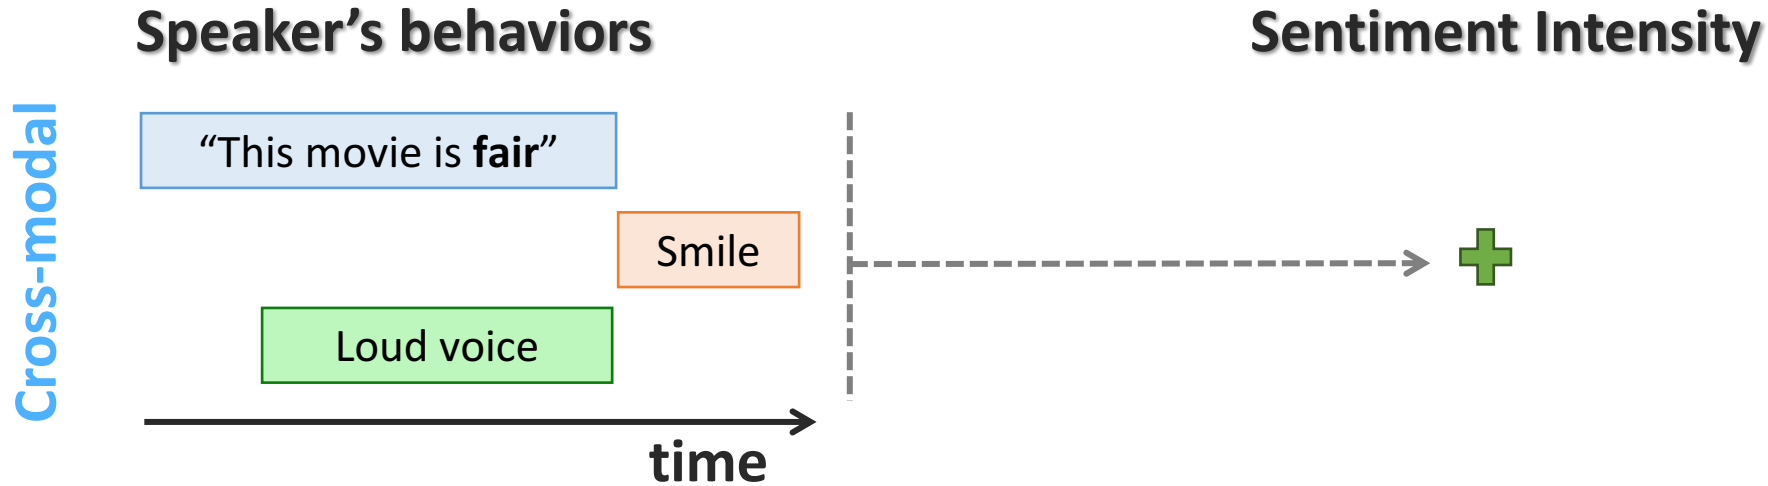 Speaker’s behaviors
Sentiment Intensity
Cross-modal
“This movie is fair”
Smile
Loud voice
time